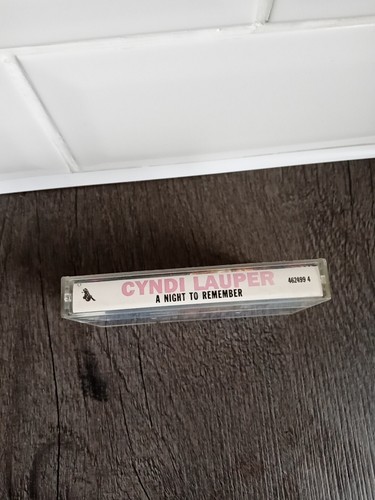 CYNDI LAUPER
A NIGHT TO REMEMBER
462499 4